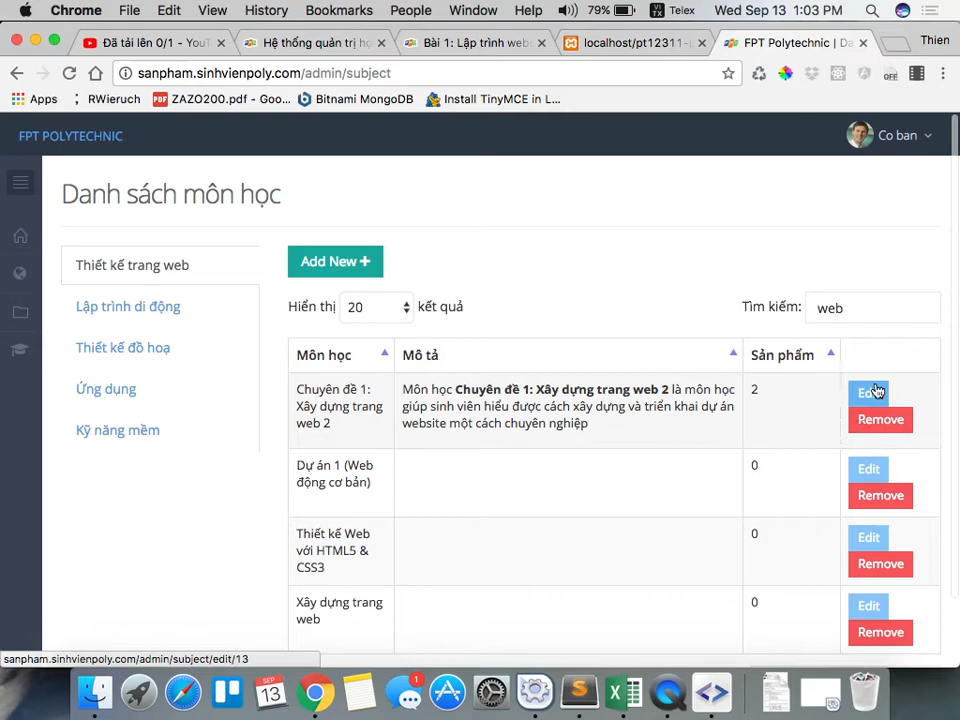 Chrome File Edit View History Bookmarks People Window Help 79% VI TX Telex Wed Sep 13 1:03 PM
Đã tải lên 0/1 - YouT
Hệ thống quản trị họ
Bài 1: Lập trình web
localhost/pt12311-
FPT Polytechnic | Da
Thien
sanpham.sinhvienpoly.com/admin/subject
OFF
Apps RWieruch ZAZO200.pdf - Goo... Bitnami MongoDB Install TinyMCE in L...
FPT POLYTECHNIC
Co ban
Danh sách môn học
Thiết kế trang web
Lập trình di động
Thiết kế đồ hoạ
Ứng dụng
Kỹ năng mềm
Add New +
Hiển thị 20 kết quả
Tìm kiếm: web
Môn học Mô tả Sản phẩm
Chuyên đề 1:
Xây dựng trang
web 2
Môn học Chuyên đề 1: Xây dựng trang web 2 là môn học
giúp sinh viên hiểu được cách xây dựng và triển khai dự án
website một cách chuyên nghiệp
2
Edit
Remove
Dự án 1 (Web
động cơ bản)
0
Edit
Remove
Thiết kế Web
với HTML5 &
CSS3
0
Edit
Remove
Xây dựng trang
web
0
Edit
Remove
sanpham.sinhvienpoly.com/admin/subject/edit/13
SEP
13
1